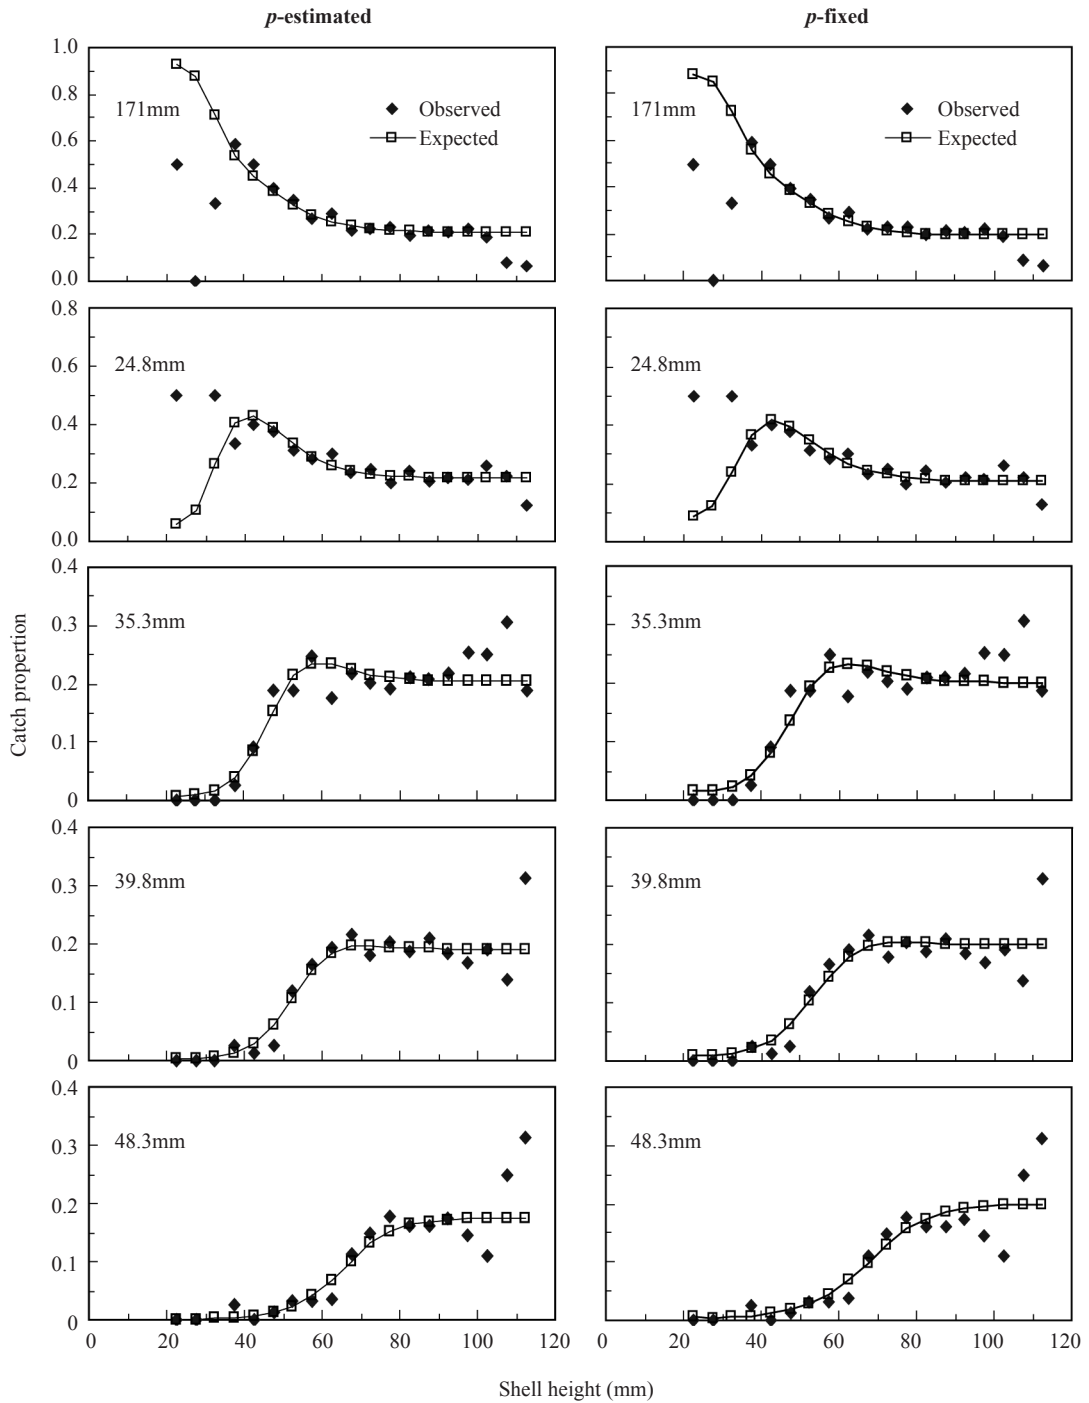 p-estimated
p-fixed
1.0
0.8
0.6
0.4
0.2
0.0
171mm
Observed
Expected
171mm
Observed
Expected
0.8
0.6
0.4
0.2
0.0
24.8mm
24.8mm
0.4
0.3
0.2
0.1
0
35.3mm
35.3mm
Catch propertion
0.4
0.3
0.2
0.1
0
39.8mm
39.8mm
0.4
0.3
0.2
0.1
0
48.3mm
48.3mm
0 20 40 60 80 100 120
0 20 40 60 80 100 120
Shell height (mm)